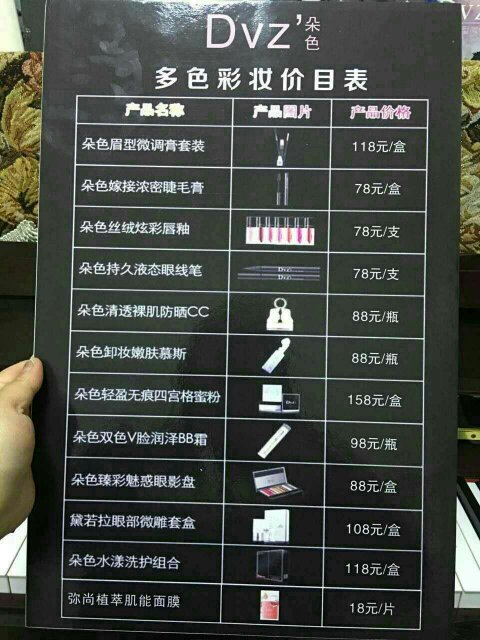 Dvz' 朵色
多色彩妆价目表
产品名称 产品图片 产品价格
朵色眉型微调膏套装 118元/盒
朵色嫁接浓密睫毛膏 78元/盒
朵色丝绒炫彩唇釉 78元/支
朵色持久液态眼线笔 78元/支
朵色清透裸肌防晒CC 88元/瓶
朵色卸妆嫩肤慕斯 88元/瓶
朵色轻盈无痕四宫格蜜粉 158元/盒
朵色双色V脸润泽BB霜 98元/瓶
朵色臻彩魅惑眼影盘 88元/盒
黛若拉眼部微雕套盒 108元/盒
朵色水漾洗护组合 118元/盒
弥尚植萃肌能面膜 18元/片